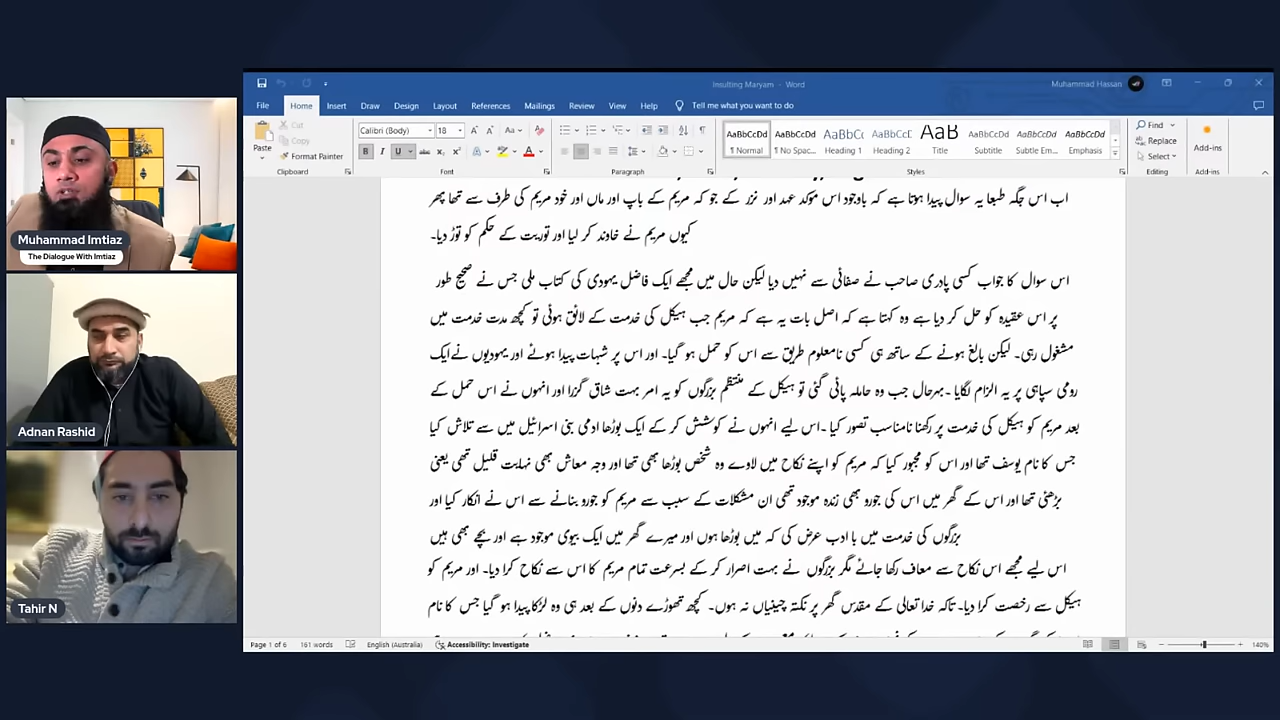 Insulting Maryam - Word
Muhammad Hassan
File Home Insert Draw Design Layout References Mailings Review View Help Tell me what you want to do
Paste
Cut
Copy
Format Painter
Clipboard
Calibri (Body) 18
Font
Paragraph
AaBbCcDd AaBbCcDd AaBbCc AaBbCcDd AaB AaBbCcDd AaBbCcDd AaBbCcDd
¶ Normal ¶ No Spac... Heading 1 Heading 2 Title Subtitle Subtle Em... Emphasis
Styles
Find
Replace
Select
Editing
Add-ins
Add-ins
اب اس جگہ طبعا یہ سوال پیدا ہوتا ہے کہ باوجود اس موکد عہد اور نزر کے جو کہ مریم کے باپ اور ماں اور خود مریم کی طرف سے تھا پھر
کیوں مریم نے خاوند کر لیا اور توریت کے حکم کو توڑ دیا۔
اس سوال کا جواب کسی پادری صاحب نے صفائی سے نہیں دیا لیکن حال میں مجھے ایک فاضل یہودی کی کتاب ملی جس نے صحیح طور
پر اس عقیدہ کو حل کر دیا ہے وہ کہتا ہے کہ اصل بات یہ ہے کہ مریم جب ہیکل کی خدمت کے لائق ہوئی تو کچھ مدت خدمت میں
مشغول رہی۔ لیکن بالغ ہونے کے ساتھ ہی کسی نامعلوم طریق سے اس کو حمل ہو گیا۔ اور اس پر شبہات پیدا ہوئے اور یہودیوں نے ایک
رومی سپاہی پر یہ الزام لگایا ۔بہرحال جب وہ حاملہ پائی گئی تو ہیکل کے منتظم بزرگوں کو یہ امر بہت شاق گزرا اور انہوں نے اس حمل کے
بعد مریم کو ہیکل کی خدمت پر رکھنا نامناسب تصور کیا ۔اس لیے انہوں نے کوشش کر کے ایک بوڑھا ادمی بنی اسرائیل میں سے تلاش کیا
جس کا نام یوسف تھا اور اس کو مجبور کیا کہ مریم کو اپنے نکاح میں لاوے وہ شخص بوڑھا بھی تھا اور وجہ معاش بھی نہایت قلیل تھی یعنی
بڑھئی تھا اور اس کے گھر میں اس کی جورو بھی زندہ موجود تھی ان مشکلات کے سبب سے مریم کو جورو بنانے سے اس نے انکار کیا اور
بزرگوں کی خدمت میں با ادب عرض کی کہ میں بوڑھا ہوں اور میرے گھر میں ایک بیوی موجود ہے اور بچے بھی ہیں
اس لیے مجھے اس نکاح سے معاف رکھا جائے مگر بزرگوں نے بہت اصرار کر کے بسرعت تمام مریم کا اس سے نکاح کرا دیا۔ اور مریم کو
ہیکل سے رخصت کرا دیا۔ تاکہ خدا تعالی کے مقدس گھر پر نکتہ چینیاں نہ ہوں۔ کچھ تھوڑے دنوں کے بعد ہی وہ لڑکا پیدا ہو گیا جس کا نام
Page 1 of 6 161 words English (Australia) Accessibility: Investigate 140%
Muhammad Imtiaz
The Dialogue With Imtiaz
Adnan Rashid
Tahir N